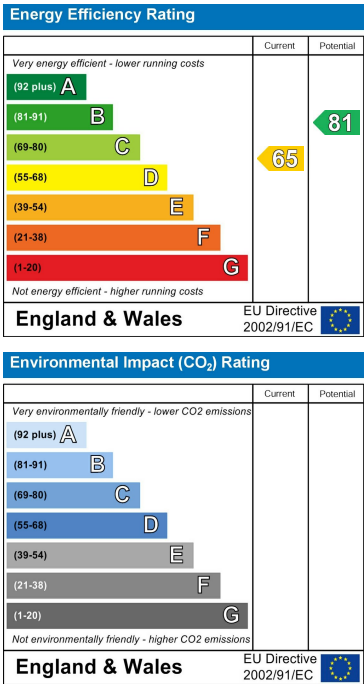 Energy Efficiency Rating
Current Potential
Very energy efficient - lower running costs
(92 plus) A
(81-91) B
81
(69-80) C
65
(55-68) D
(39-54) E
(21-38) F
(1-20) G
Not energy efficient - higher running costs
England & Wales
EU Directive
2002/91/EC
Environmental Impact (CO₂) Rating
Current Potential
Very environmentally friendly - lower CO2 emissions
(92 plus) A
(81-91) B
(69-80) C
(55-68) D
(39-54) E
(21-38) F
(1-20) G
Not environmentally friendly - higher CO2 emissions
England & Wales
EU Directive
2002/91/EC